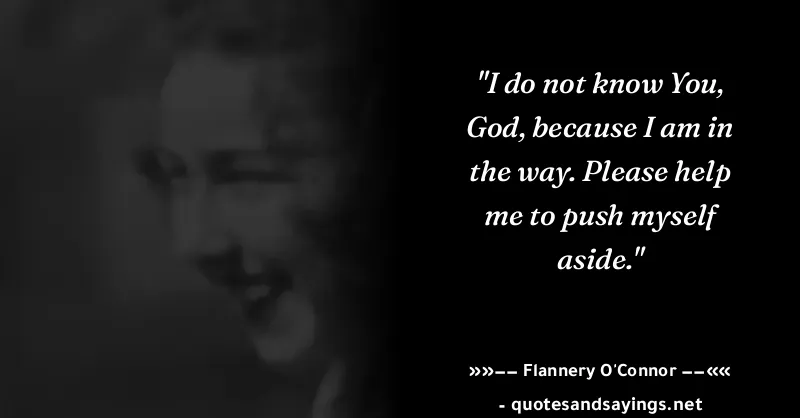 "I do not know You,
God, because I am in
the way. Please help
me to push myself
aside."
»»–– Flannery O'Connor ––««
- quotesandsayings.net